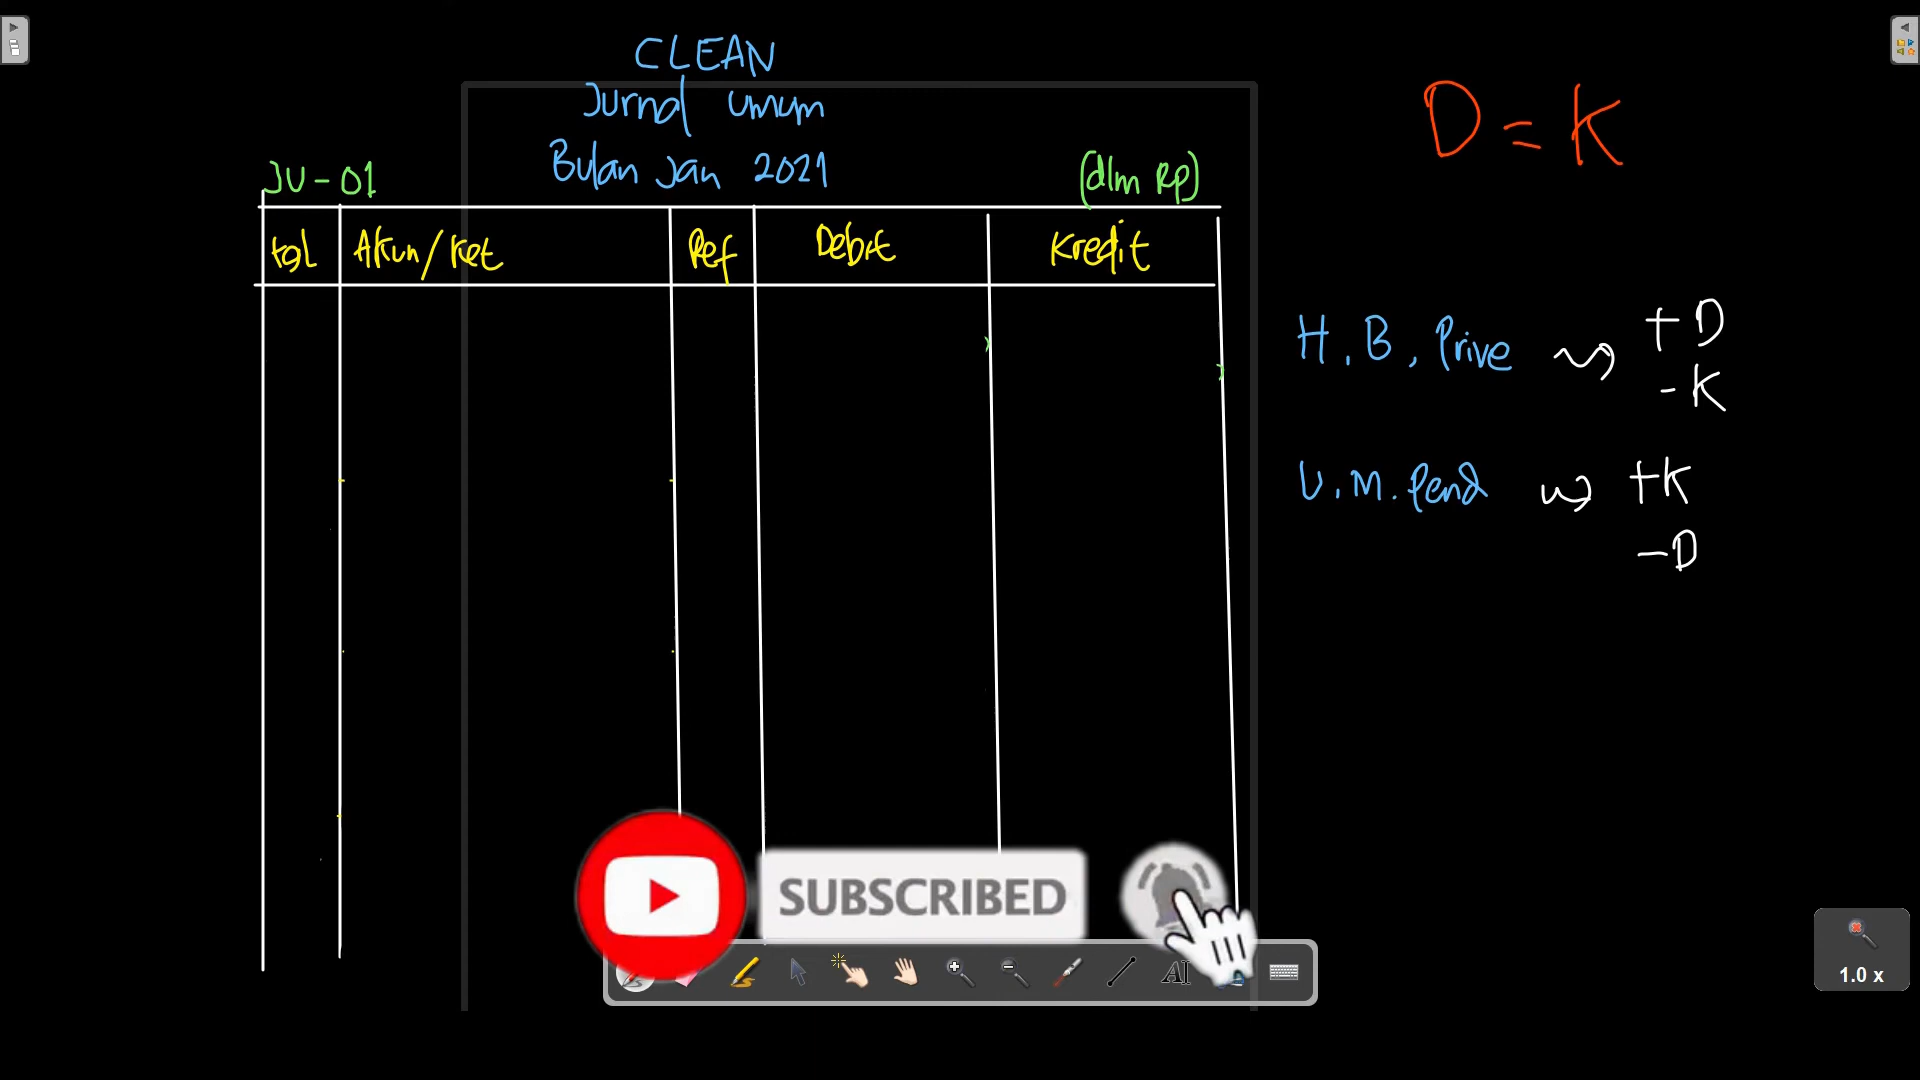 CLEAN
Jurnal umum
Bulan Jan 2021
JU-01
(dlm Rp)
tgl Akun/Ket Ref Debit Kredit
D = K
H. B, Prive ~> + D
- K
U. M. Pend ~> + K
- D
SUBSCRIBED
AI
1.0 x